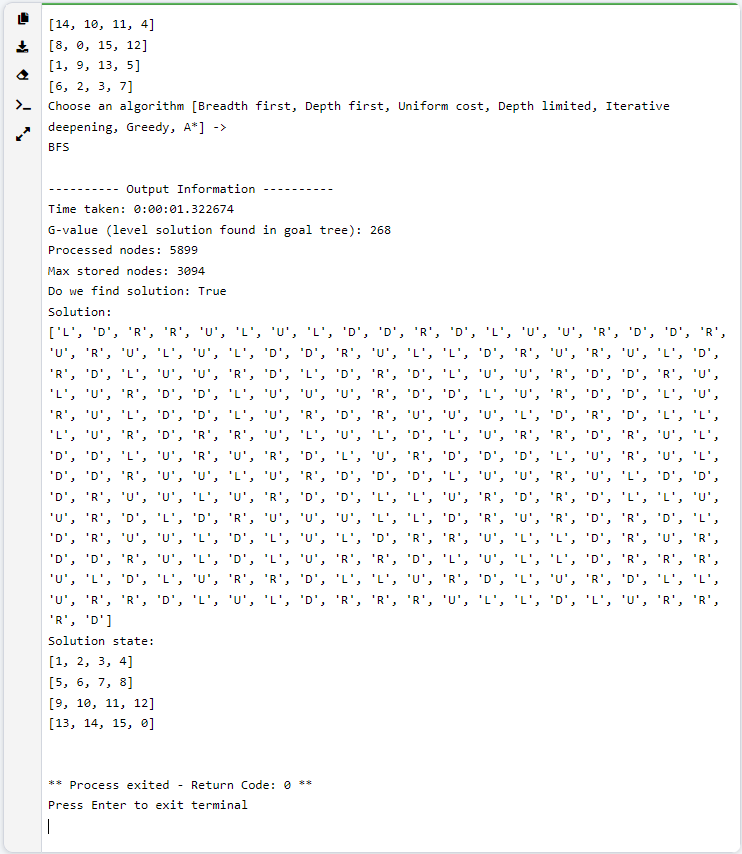 [14, 10, 11, 4]
[8, 0, 15, 12]
[1, 9, 13, 5]
[6, 2, 3, 7]
Choose an algorithm [Breadth first, Depth first, Uniform cost, Depth limited, Iterative
deepening, Greedy, A*] ->
BFS
---------- Output Information ----------
Time taken: 0:00:01.322674
G-value (level solution found in goal tree): 268
Processed nodes: 5899
Max stored nodes: 3094
Do we find solution: True
Solution:
['L', 'D', 'R', 'R', 'U', 'L', 'U', 'L', 'D', 'D', 'R', 'D', 'L', 'U', 'U', 'R', 'D', 'D', 'R',
'U', 'R', 'U', 'L', 'U', 'L', 'D', 'D', 'R', 'U', 'L', 'L', 'D', 'R', 'U', 'R', 'U', 'L', 'D',
'R', 'D', 'L', 'U', 'U', 'R', 'D', 'L', 'D', 'R', 'D', 'L', 'U', 'U', 'R', 'D', 'D', 'R', 'U',
'L', 'U', 'R', 'D', 'D', 'L', 'U', 'U', 'U', 'R', 'D', 'D', 'L', 'U', 'R', 'D', 'D', 'L', 'U',
'R', 'U', 'L', 'D', 'D', 'L', 'U', 'R', 'D', 'R', 'U', 'U', 'U', 'L', 'D', 'R', 'D', 'L', 'L',
'L', 'U', 'R', 'D', 'R', 'R', 'U', 'L', 'U', 'L', 'D', 'L', 'U', 'R', 'R', 'D', 'R', 'U', 'L',
'D', 'D', 'L', 'U', 'R', 'U', 'R', 'D', 'L', 'U', 'R', 'D', 'D', 'D', 'L', 'U', 'R', 'U', 'L',
'D', 'D', 'R', 'U', 'U', 'L', 'U', 'R', 'D', 'D', 'D', 'L', 'U', 'U', 'R', 'U', 'L', 'D', 'D',
'D', 'R', 'U', 'U', 'L', 'U', 'R', 'D', 'D', 'L', 'L', 'U', 'R', 'D', 'R', 'D', 'L', 'L', 'U',
'U', 'R', 'D', 'L', 'D', 'R', 'U', 'U', 'U', 'L', 'L', 'D', 'R', 'U', 'R', 'D', 'R', 'D', 'L',
'D', 'R', 'U', 'U', 'L', 'D', 'L', 'U', 'L', 'D', 'R', 'R', 'U', 'L', 'L', 'D', 'R', 'U', 'R',
'D', 'D', 'R', 'U', 'L', 'D', 'L', 'U', 'R', 'R', 'D', 'L', 'U', 'L', 'L', 'D', 'R', 'R', 'R',
'U', 'L', 'D', 'L', 'U', 'R', 'R', 'D', 'L', 'L', 'U', 'R', 'D', 'L', 'U', 'R', 'D', 'L', 'L',
'U', 'R', 'R', 'D', 'L', 'U', 'L', 'D', 'R', 'R', 'R', 'U', 'L', 'L', 'D', 'L', 'U', 'R', 'R',
'R', 'D']
Solution state:
[1, 2, 3, 4]
[5, 6, 7, 8]
[9, 10, 11, 12]
[13, 14, 15, 0]
** Process exited - Return Code: 0 **
Press Enter to exit terminal